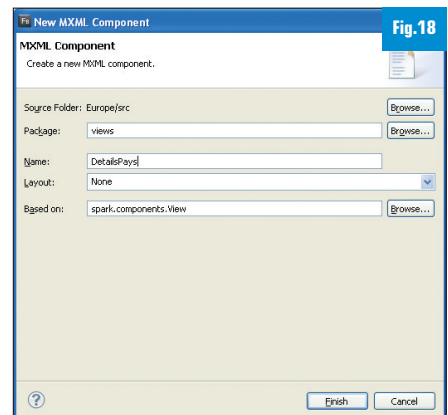 Fb New MXML Component
Fig.18
MXML Component
Create a new MXML component.
Source Folder: Europe/src Browse...
Package: views Browse...
Name: DetailsPays
Layout: None
Based on: spark.components.View Browse...
? Finish Cancel